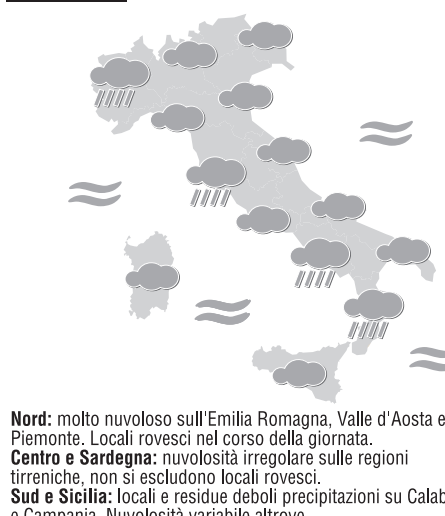 Nord: molto nuvoloso sull'Emilia Romagna, Valle d'Aosta e
Piemonte. Locali rovesci nel corso della giornata.
Centro e Sardegna: nuvolosità irregolare sulle regioni
tirreniche, non si escludono locali rovesci.
Sud e Sicilia: locali e residue deboli precipitazioni su Calab
e Campania. Nuvolosità variabile altrove